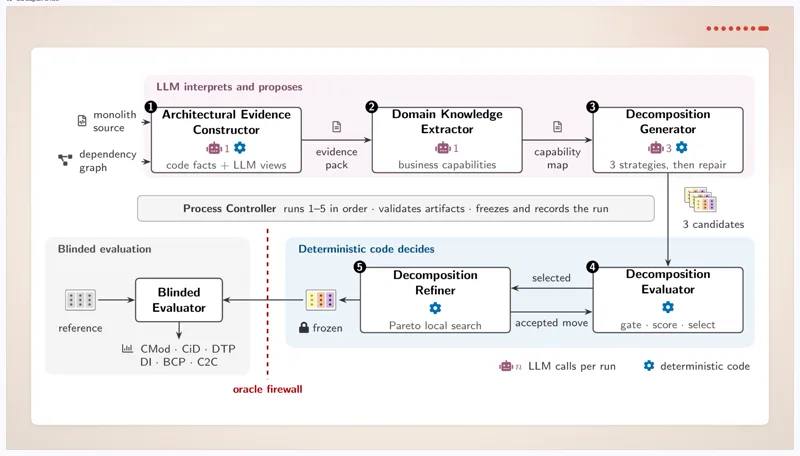 LLM interprets and proposes
1
2
3
monolith
source
dependency
graph
Architectural Evidence
Constructor
1
code facts + LLM views
evidence
pack
Domain Knowledge
Extractor
1
business capabilities
capability
map
Decomposition
Generator
3
3 strategies, then repair
Process Controller runs 1–5 in order · validates artifacts · freezes and records the run
3 candidates
Blinded evaluation
Deterministic code decides
5
4
reference
Blinded
Evaluator
CMod · CiD · DTP
DI · BCP · C2C
frozen
Decomposition
Refiner
Pareto local search
selected
accepted move
Decomposition
Evaluator
gate · score · select
oracle firewall
n LLM calls per run
deterministic code